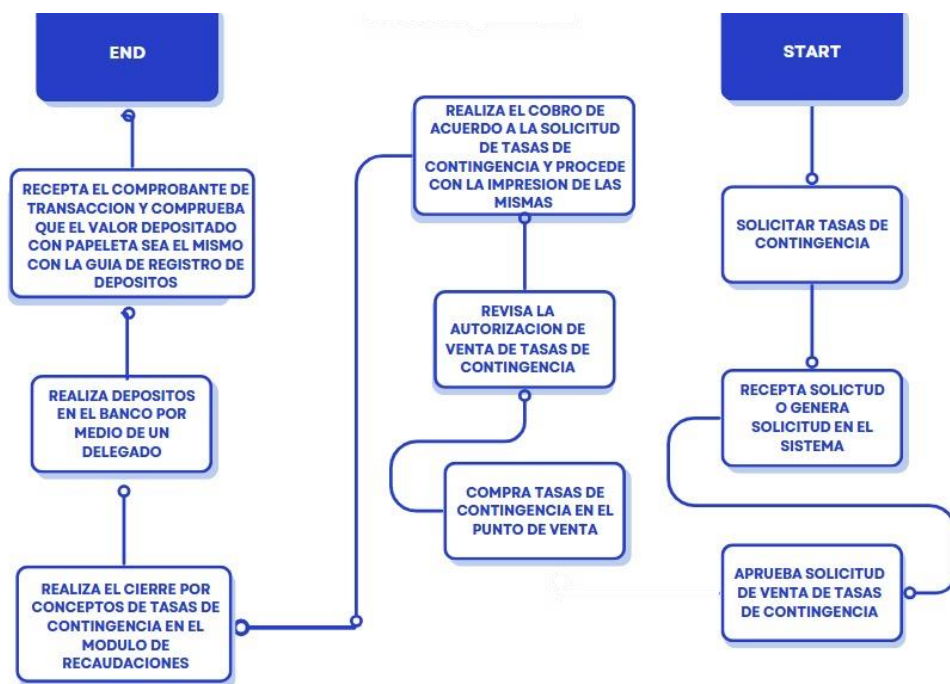 END
START
REALIZA EL COBRO DE
ACUERDO A LA SOLICITUD
DE TASAS DE
CONTINGENCIA Y PROCEDE
CON LA IMPRESION DE LAS
MISMAS
RECEPTA EL COMPROBANTE DE
TRANSACCION Y COMPRUEBA
QUE EL VALOR DEPOSITADO
CON PAPELETA SEA EL MISMO
CON LA GUIA DE REGISTRO DE
DEPOSITOS
SOLICITAR TASAS DE
CONTINGENCIA
REVISA LA
AUTORIZACION DE
VENTA DE TASAS DE
CONTINGENCIA
REALIZA DEPOSITOS
EN EL BANCO POR
MEDIO DE UN
DELEGADO
RECEPTA SOLICTUD
O GENERA
SOLICITUD EN EL
SISTEMA
COMPRA TASAS DE
CONTINGENCIA EN EL
PUNTO DE VENTA
REALIZA EL CIERRE POR
CONCEPTOS DE TASAS DE
CONTINGENCIA EN EL
MODULO DE
RECAUDACIONES
APRUEBA SOLICITUD
DE VENTA DE TASAS
DE CONTINGENCIA